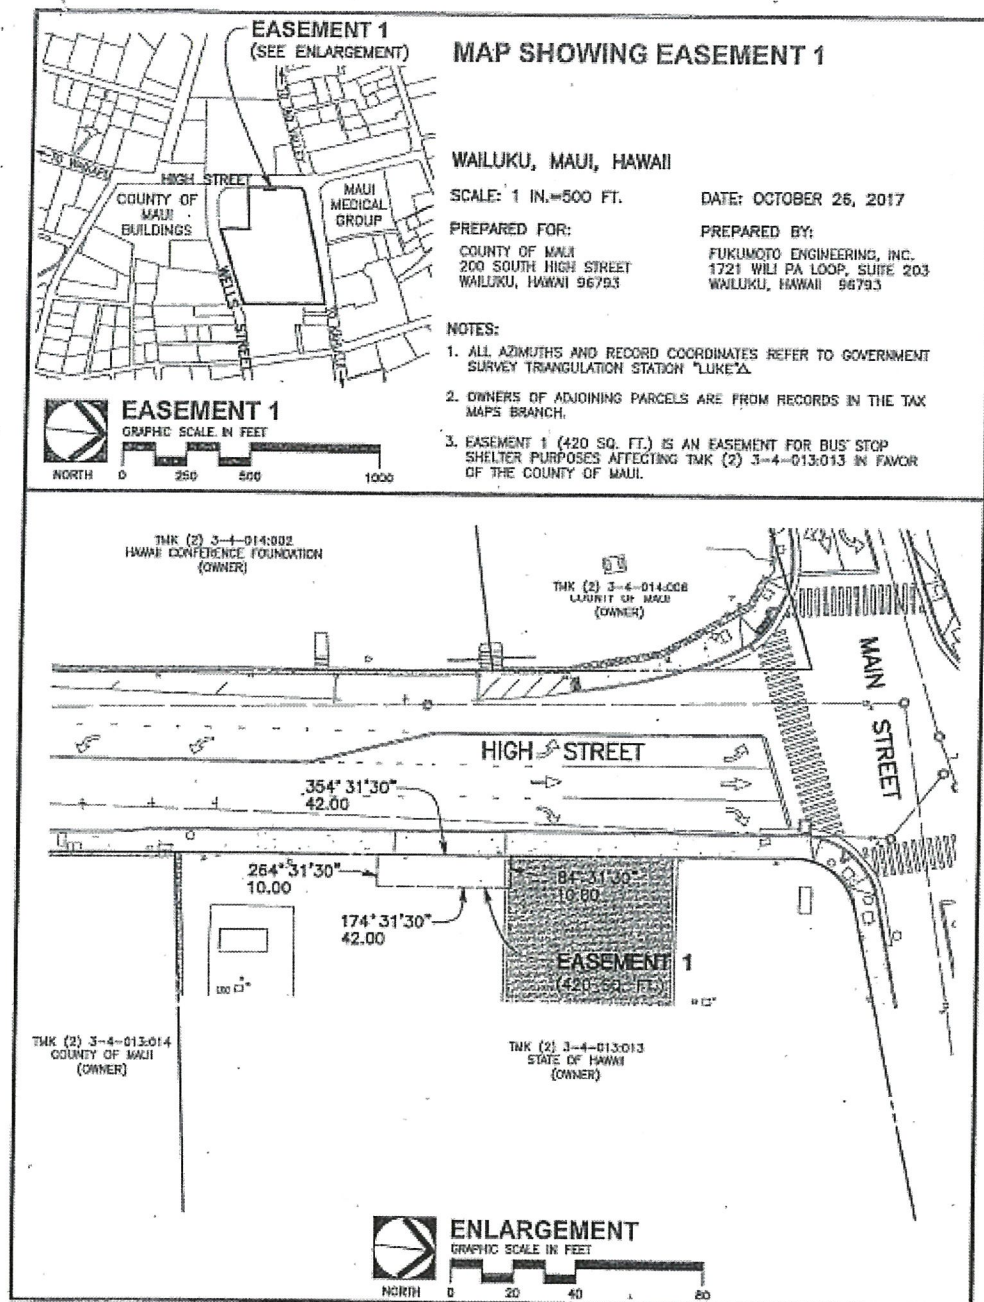 EASEMENT 1
(SEE ENLARGEMENT)
MAP SHOWING EASEMENT 1
WAILUKU, MAUI, HAWAII
SCALE: 1 IN.=500 FT.
DATE: OCTOBER 26, 2017
PREPARED FOR:
COUNTY OF MAUI
200 SOUTH HIGH STREET
WAILUKU, HAWAII 96793
PREPARED BY:
FUKUMOTO ENGINEERING, INC.
1721 WILI PA LOOP, SUITE 203
WAILUKU, HAWAII 96793
NOTES:
1. ALL AZIMUTHS AND RECORD COORDINATES REFER TO GOVERNMENT
SURVEY TRIANGULATION STATION "LUKE"△.
2. OWNERS OF ADJOINING PARCELS ARE FROM RECORDS IN THE TAX
MAPS BRANCH.
3. EASEMENT 1 (420 SQ. FT.) IS AN EASEMENT FOR BUS STOP
SHELTER PURPOSES AFFECTING TMK (2) 3-4-013:013 IN FAVOR
OF THE COUNTY OF MAUI.
HIGH STREET
COUNTY OF
MAUI
BUILDINGS
MAUI
MEDICAL
GROUP
WELLS STREET
EASEMENT 1
GRAPHIC SCALE IN FEET
NORTH
0 250 500 1000
TMK (2) 3-4-014:002
HAWAII CONFERENCE FOUNDATION
(OWNER)
TMK (2) 3-4-014:006
COUNTY OF MAUI
(OWNER)
MAIN STREET
HIGH STREET
354° 31'30"
42.00
264° 31'30"
10.00
84° 31'30"
10.00
174° 31'30"
42.00
EASEMENT 1
(420 SQ. FT.)
TMK (2) 3-4-013:014
COUNTY OF MAUI
(OWNER)
TMK (2) 3-4-013:013
STATE OF HAWAII
(OWNER)
ENLARGEMENT
GRAPHIC SCALE IN FEET
NORTH
0 20 40 80